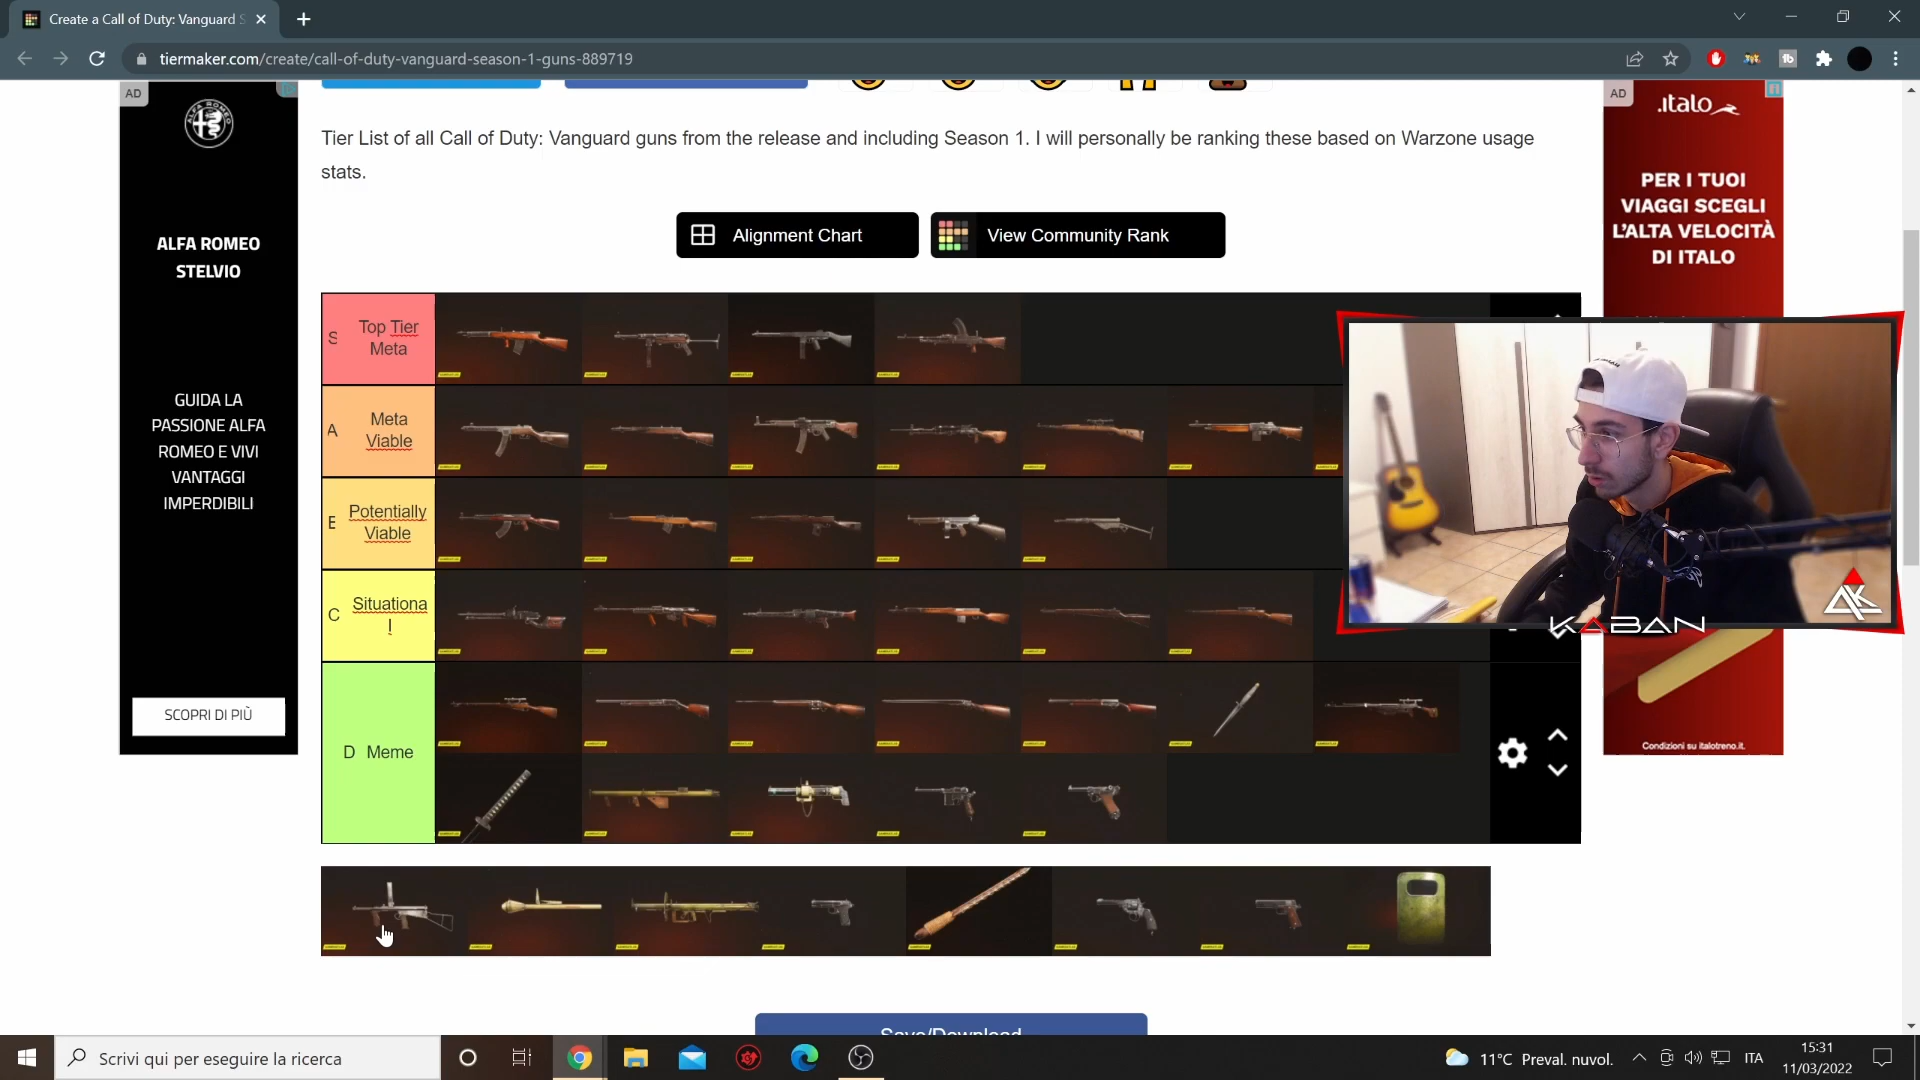 Create a Call of Duty: Vanguard S
tiermaker.com/create/call-of-duty-vanguard-season-1-guns-889719
AD
ALFA ROMEO
STELVIO
GUIDA LA
PASSIONE ALFA
ROMEO E VIVI
VANTAGGI
IMPERDIBILI
SCOPRI DI PIÙ
Tier List of all Call of Duty: Vanguard guns from the release and including Season 1. I will personally be ranking these based on Warzone usage
stats.
Alignment Chart
View Community Rank
AD
.italo
PER I TUOI
VIAGGI SCEGLI
L'ALTA VELOCITÀ
DI ITALO
Condizioni su italotreno.it.
S Top Tier
Meta
A Meta
Viable
B Potentially
Viable
C Situationa
l
D Meme
KABAN
Save/Download
Scrivi qui per eseguire la ricerca
11°C Preval. nuvol.
ITA
15:31
11/03/2022